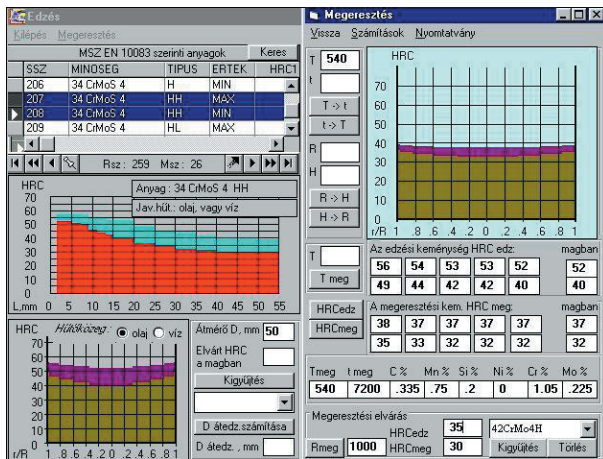 Edzés
Kilépés Megeresztés
MSZ EN 10083 szerinti anyagok Keres
SSZ MINOSEG TIPUS ERTEK HRC1
206 34 CrMoS 4 H MIN
207 34 CrMoS 4 HH MAX
208 34 CrMoS 4 HH MIN
209 34 CrMoS 4 HL MAX
Rsz: 259 Msz: 26
HRC
Anyag : 34 CrMoS 4 HH
Jav.hüt.: olaj, vagy víz
70
60
50
40
30
20
10
0
L,mm 0 5 10 15 20 25 30 35 40 45 50 55
HRC Hűtőközeg: olaj víz
70
60
50
40
30
20
10
0
r/R 1 .8 .6 .4 .2 0 .2 .4 .6 .8 1
Átmérő D, mm 50
Elvárt HRC
a magban
Kigyűjtés
D átedz.számítása
D átedz., mm
Megeresztés
Vissza Számítások Nyomtatvány
T 540
t
T -> t
t -> T
R
H
R -> H
H -> R
T
T meg
HRCedz
HRCmeg
HRC
70
60
50
40
30
20
10
0
r/R 1 .8 .6 .4 .2 0 .2 .4 .6 .8 1
Az edzési keménység HRC edz: magban
56 54 53 53 52 52
49 44 42 42 40 40
A megeresztési kem. HRC meg: magban
38 37 37 37 37 37
35 33 32 32 32 32
Tmeg t meg C % Mn % Si % Ni % Cr % Mo %
540 7200 .335 .75 .2 0 1.05 .225
Megeresztési elvárás
HRCedz 35 42CrMo4H
Rmeg 1000 HRCmeg 30 Kigyűjtés Törlés